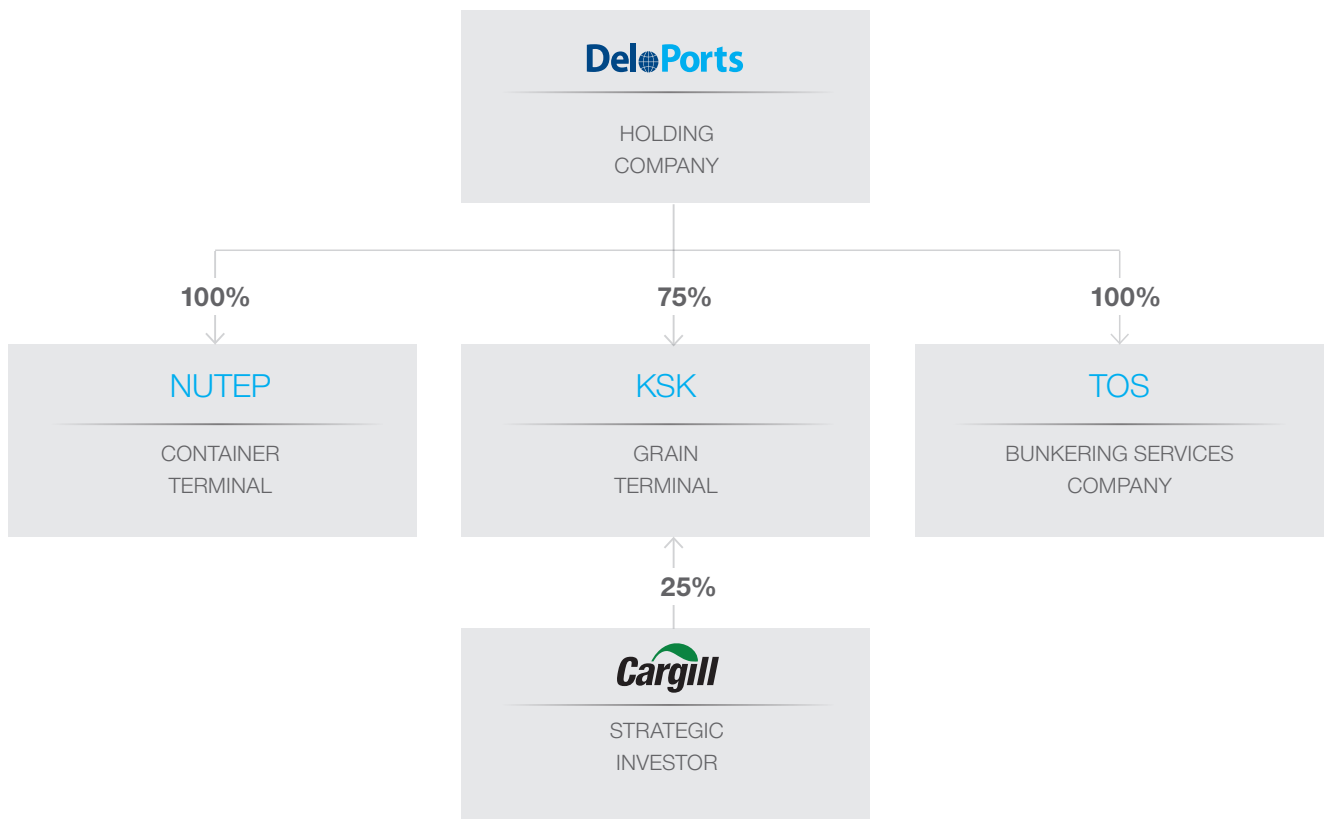 DeloPorts
HOLDING
COMPANY
100%
75%
100%
NUTEP
CONTAINER
TERMINAL
KSK
GRAIN
TERMINAL
TOS
BUNKERING SERVICES
COMPANY
25%
Cargill
STRATEGIC
INVESTOR